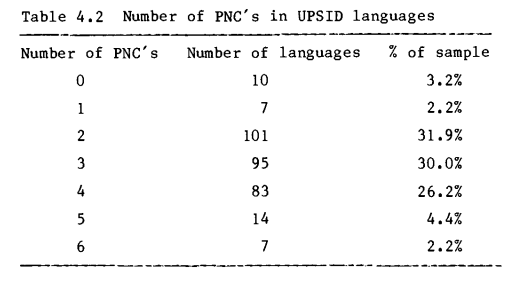 Table 4.2 Number of PNC's in UPSID languages
Number of PNC's Number of languages % of sample
0 10 3.2%
1 7 2.2%
2 101 31.9%
3 95 30.0%
4 83 26.2%
5 14 4.4%
6 7 2.2%